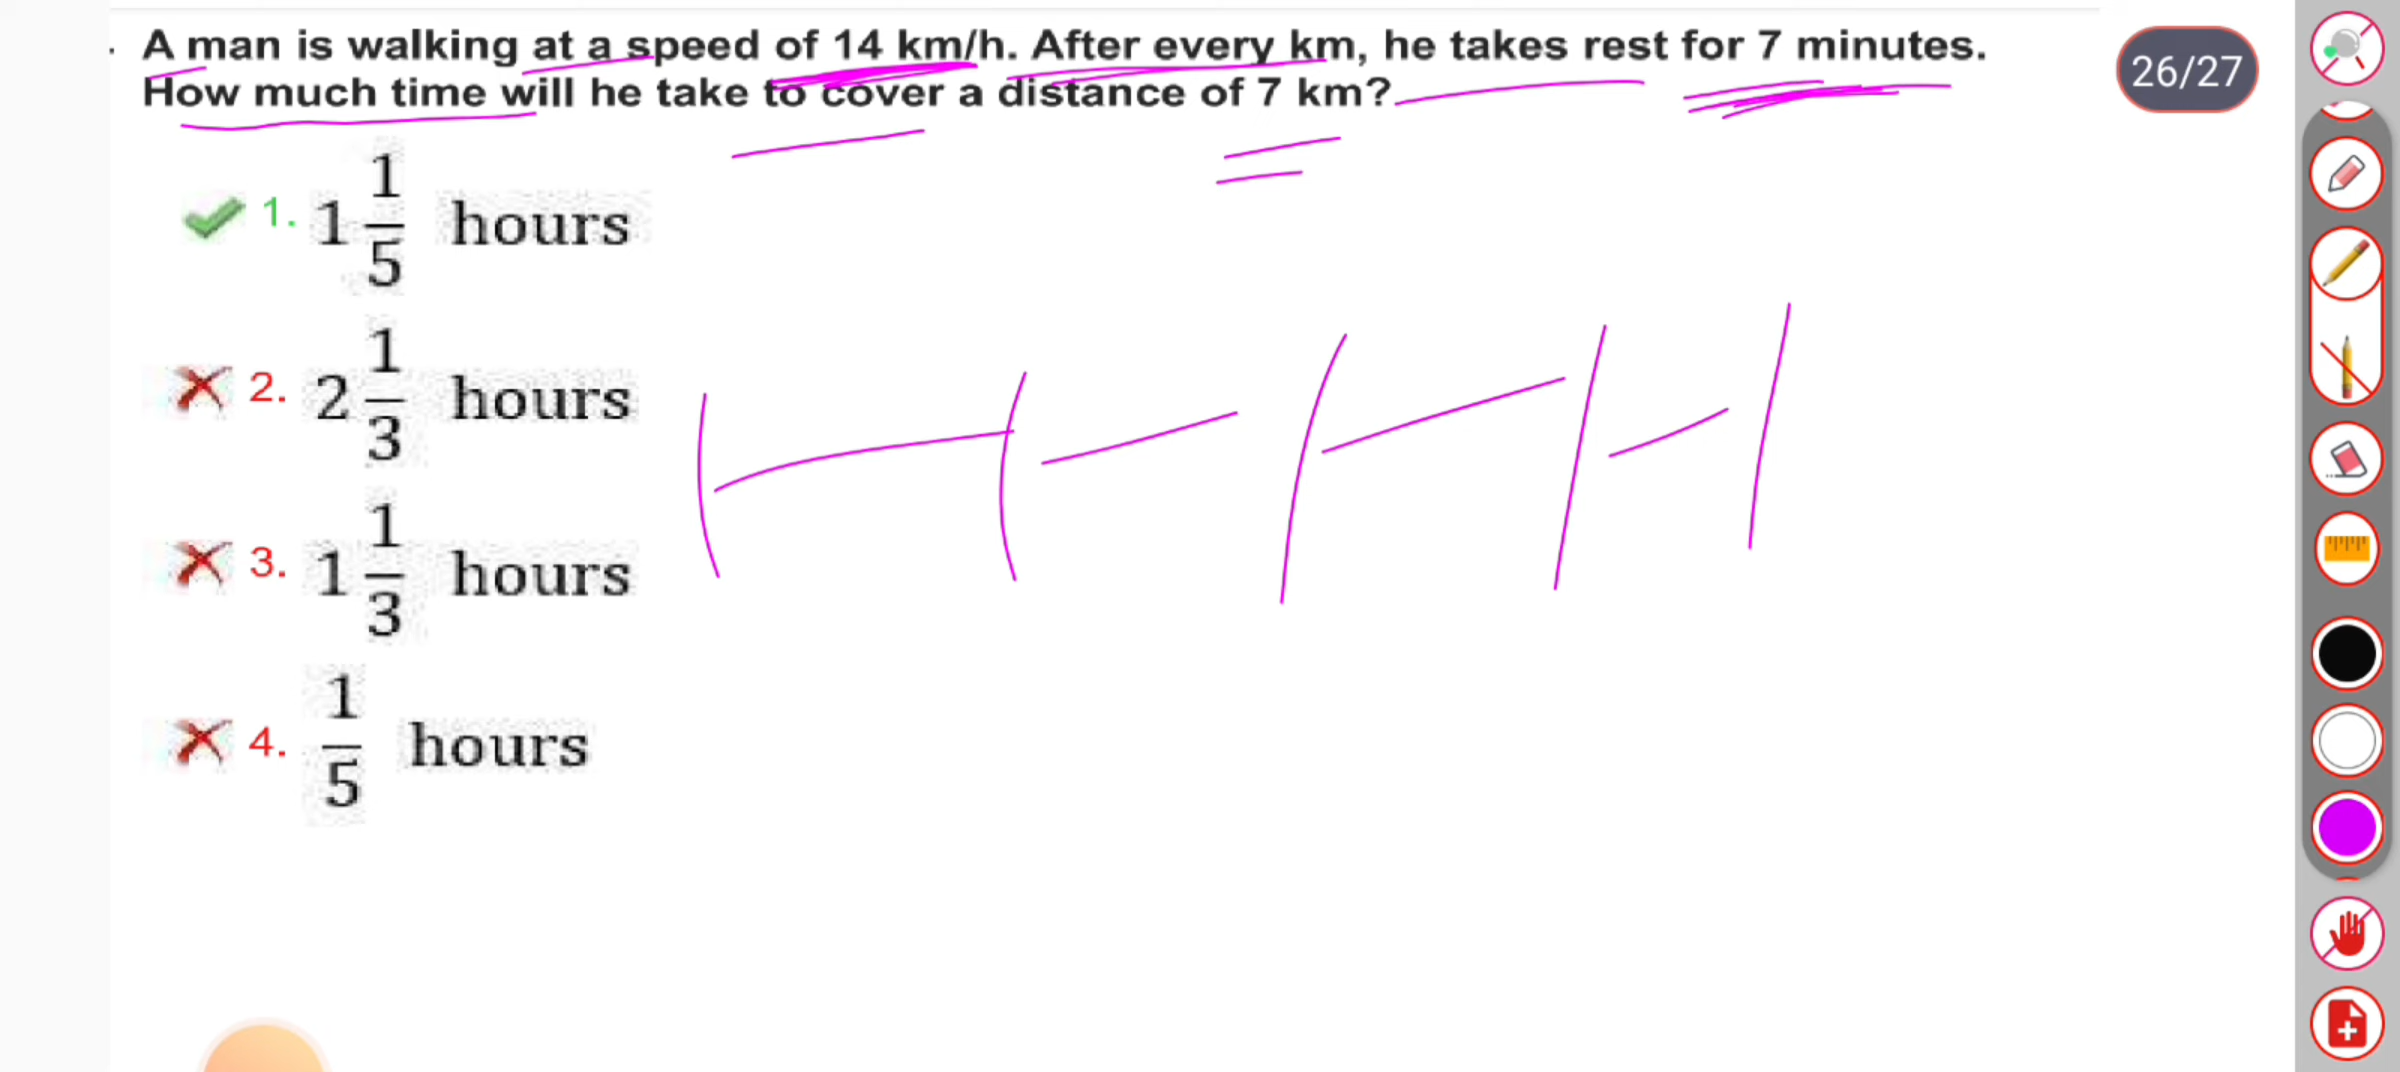 A man is walking at a speed of 14 km/h. After every km, he takes rest for 7 minutes.
How much time will he take to cover a distance of 7 km?
26/27
1. 1 1/5 hours
2. 2 1/3 hours
3. 1 1/3 hours
4. 1/5 hours